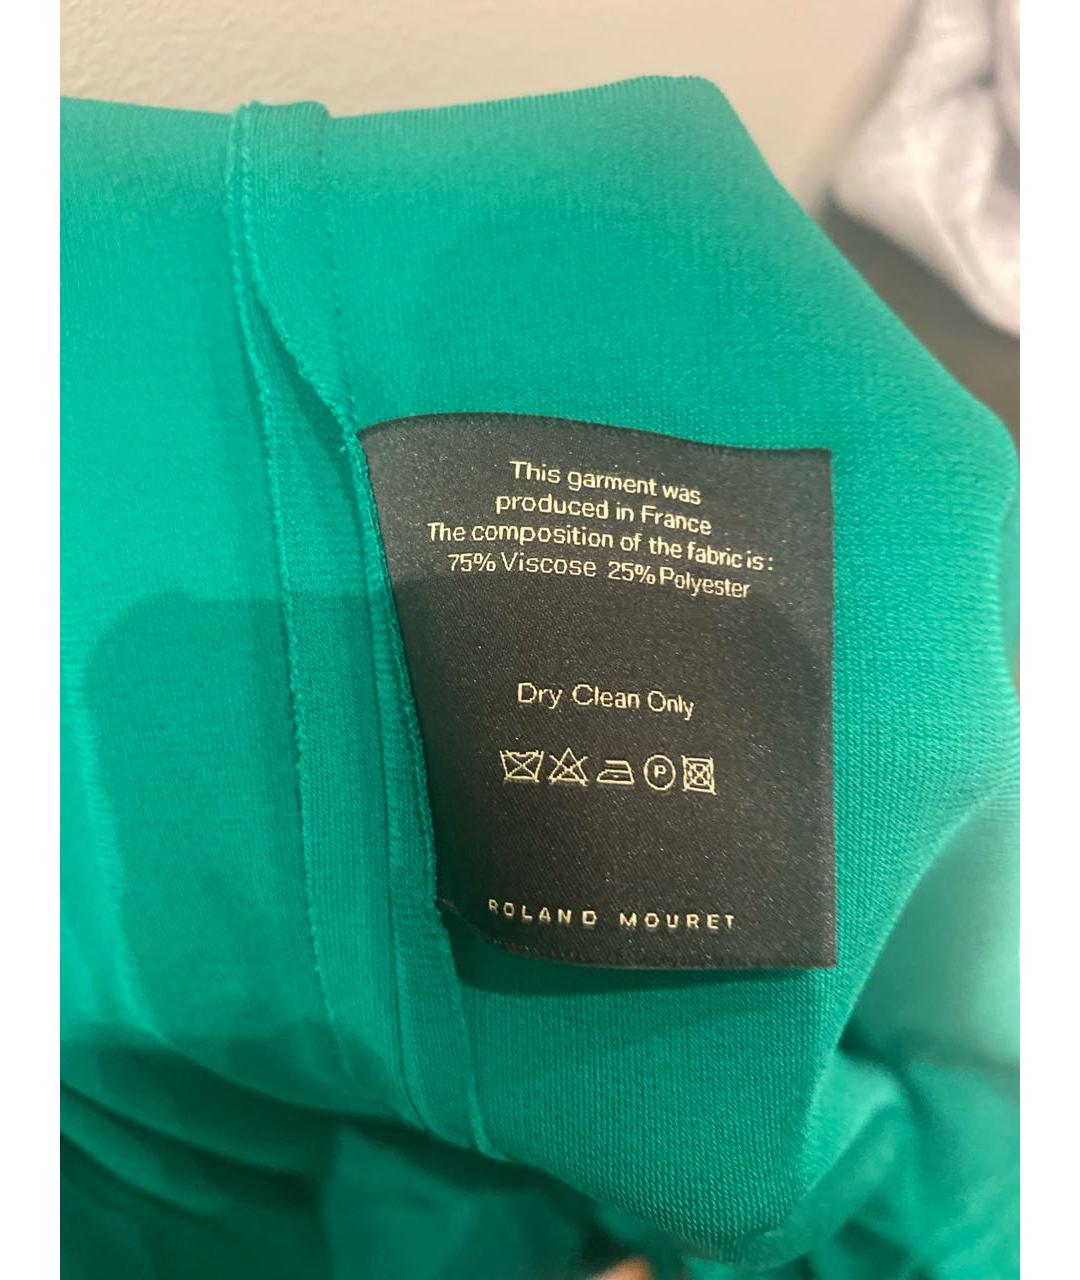 This garment was
produced in France
The composition of the fabric is:
75% Viscose 25% Polyester
Dry Clean Only
P
ROLAND MOURET